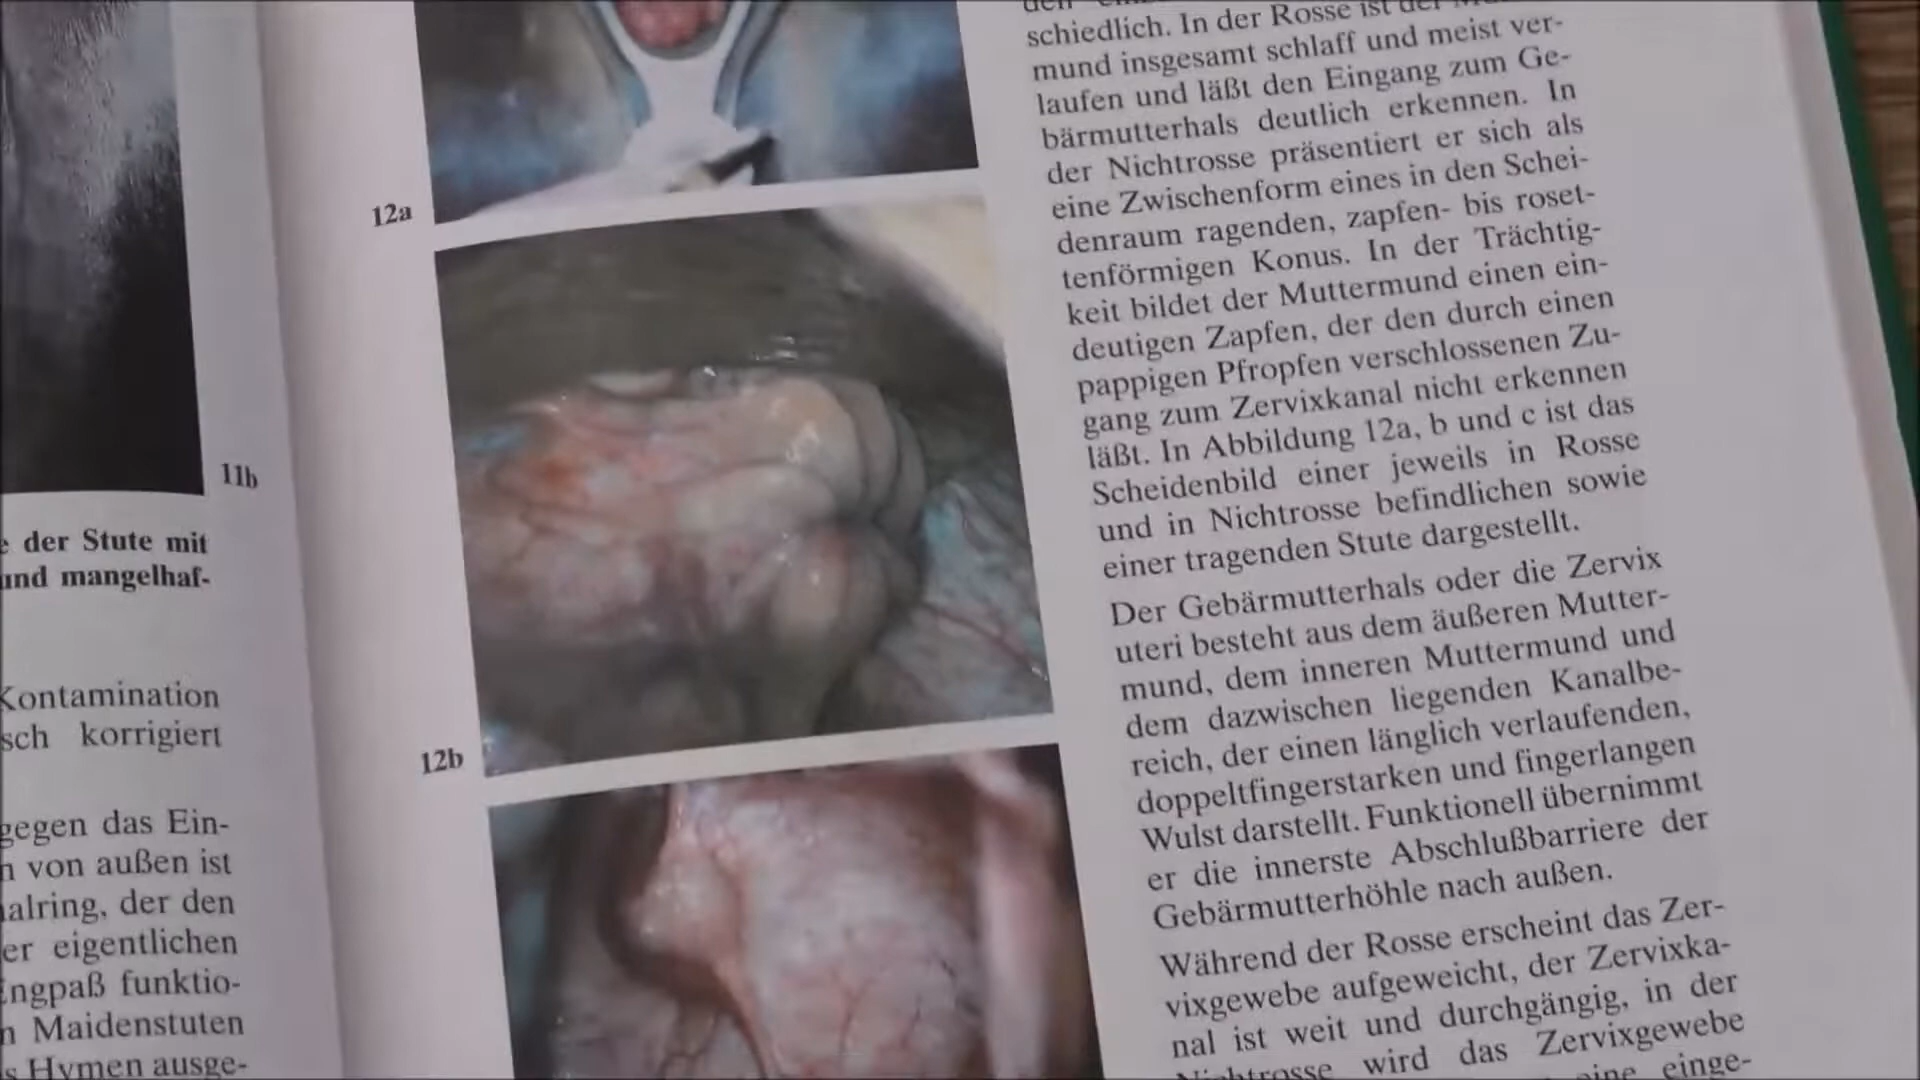 11b
der Stute mit
und mangelhaf-
Kontamination
korrigiert
gegen das Ein-
von außen ist
der den
eigentlichen
Engpaß funktio-
Maidenstuten
Hymen ausge-
12a
12b
schiedlich. In der Rosse ist der
mund insgesamt schlaff und meist ver-
laufen und läßt den Eingang zum Ge-
bärmutterhals deutlich erkennen. In
der Nichtrosse präsentiert er sich als
eine Zwischenform eines in den Schei-
denraum ragenden, zapfen- bis roset-
tenförmigen Konus. In der Trächtig-
keit bildet der Muttermund einen ein-
deutigen Zapfen, der den durch einen
pappigen Pfropfen verschlossenen Zu-
gang zum Zervixkanal nicht erkennen
läßt. In Abbildung 12a, b und c ist das
Scheidenbild einer jeweils in Rosse
und in Nichtrosse befindlichen sowie
einer tragenden Stute dargestellt.
Der Gebärmutterhals oder die Zervix
uteri besteht aus dem äußeren Mutter-
mund, dem inneren Muttermund und
dem dazwischen liegenden Kanalbe-
reich, der einen länglich verlaufenden,
doppeltfingerstarken und fingerlangen
Wulst darstellt. Funktionell übernimmt
er die innerste Abschlußbarriere der
Gebärmutterhöhle nach außen.
Während der Rosse erscheint das Zer-
vixgewebe aufgeweicht, der Zervixka-
nal ist weit und durchgängig, in der
Nichtrosse wird das Zervixgewebe
eine einge-